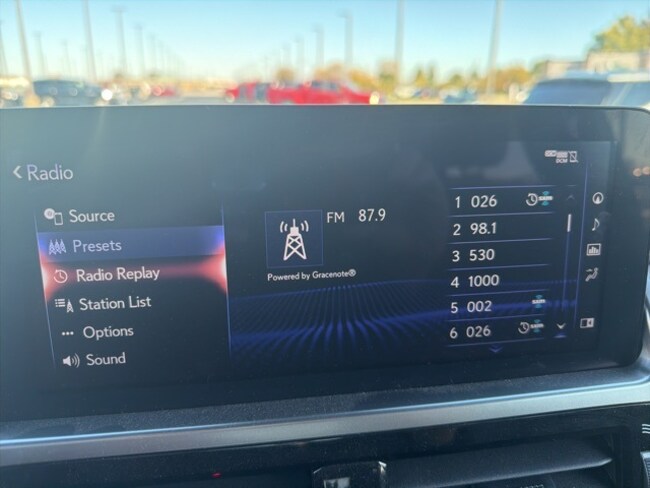 < Radio
Source
Presets
Radio Replay
Station List
Options
Sound
FM 87.9
Powered by Gracenote®
1 026
2 98.1
3 530
4 1000
5 002
6 026